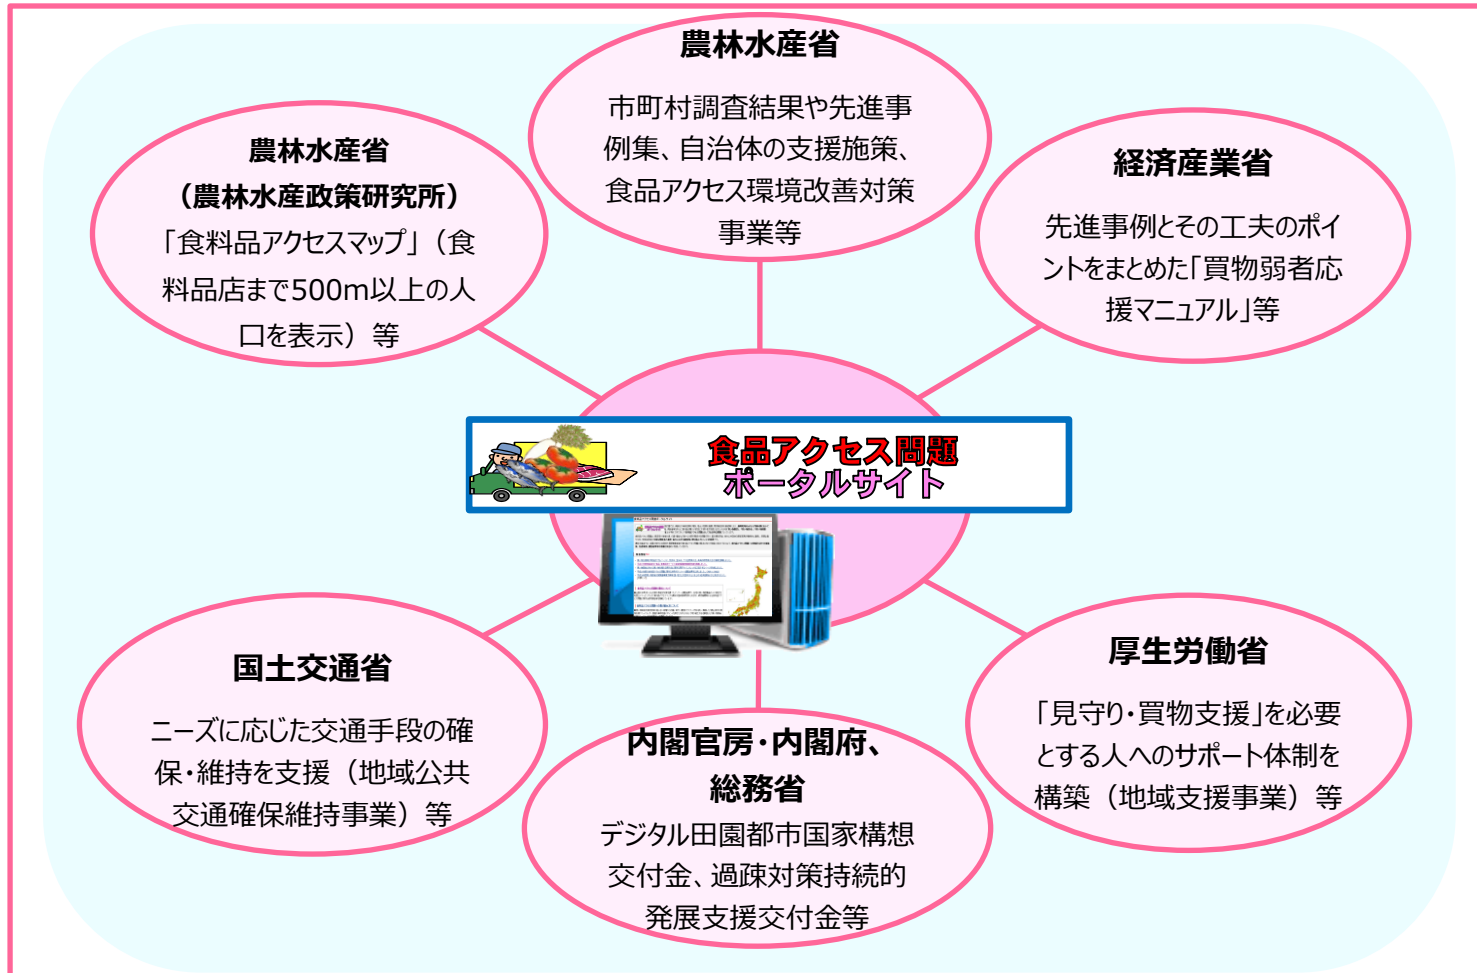 農林水産省
市町村調査結果や先進事
例集、自治体の支援施策、
食品アクセス環境改善対策
事業等
農林水産省
（農林水産政策研究所）
「食料品アクセスマップ」（食
料品店まで500m以上の人
口を表示）等
経済産業省
先進事例とその工夫のポイ
ントをまとめた「買物弱者応
援マニュアル」等
食品アクセス問題
ポータルサイト
国土交通省
ニーズに応じた交通手段の確
保・維持を支援（地域公共
交通確保維持事業）等
内閣官房・内閣府、
総務省
デジタル田園都市国家構想
交付金、過疎対策持続的
発展支援交付金等
厚生労働省
「見守り・買物支援」を必要
とする人へのサポート体制を
構築（地域支援事業）等